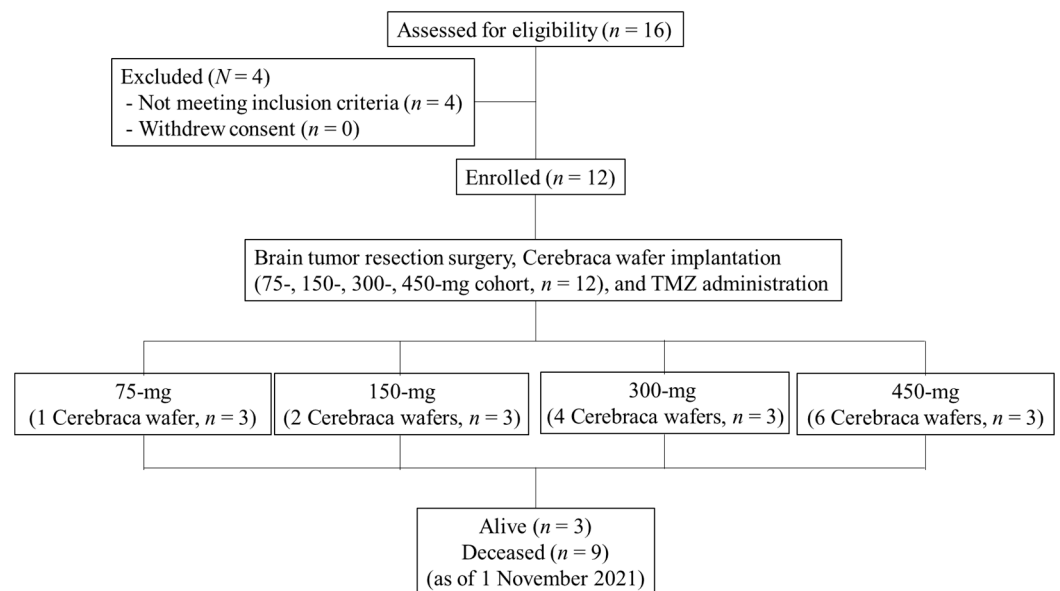 Assessed for eligibility (n = 16)
Excluded (N = 4)
- Not meeting inclusion criteria (n = 4)
- Withdrew consent (n = 0)
Enrolled (n = 12)
Brain tumor resection surgery, Cerebraca wafer implantation
(75-, 150-, 300-, 450-mg cohort, n = 12), and TMZ administration
75-mg
(1 Cerebraca wafer, n = 3)
150-mg
(2 Cerebraca wafers, n = 3)
300-mg
(4 Cerebraca wafers, n = 3)
450-mg
(6 Cerebraca wafers, n = 3)
Alive (n = 3)
Deceased (n = 9)
(as of 1 November 2021)